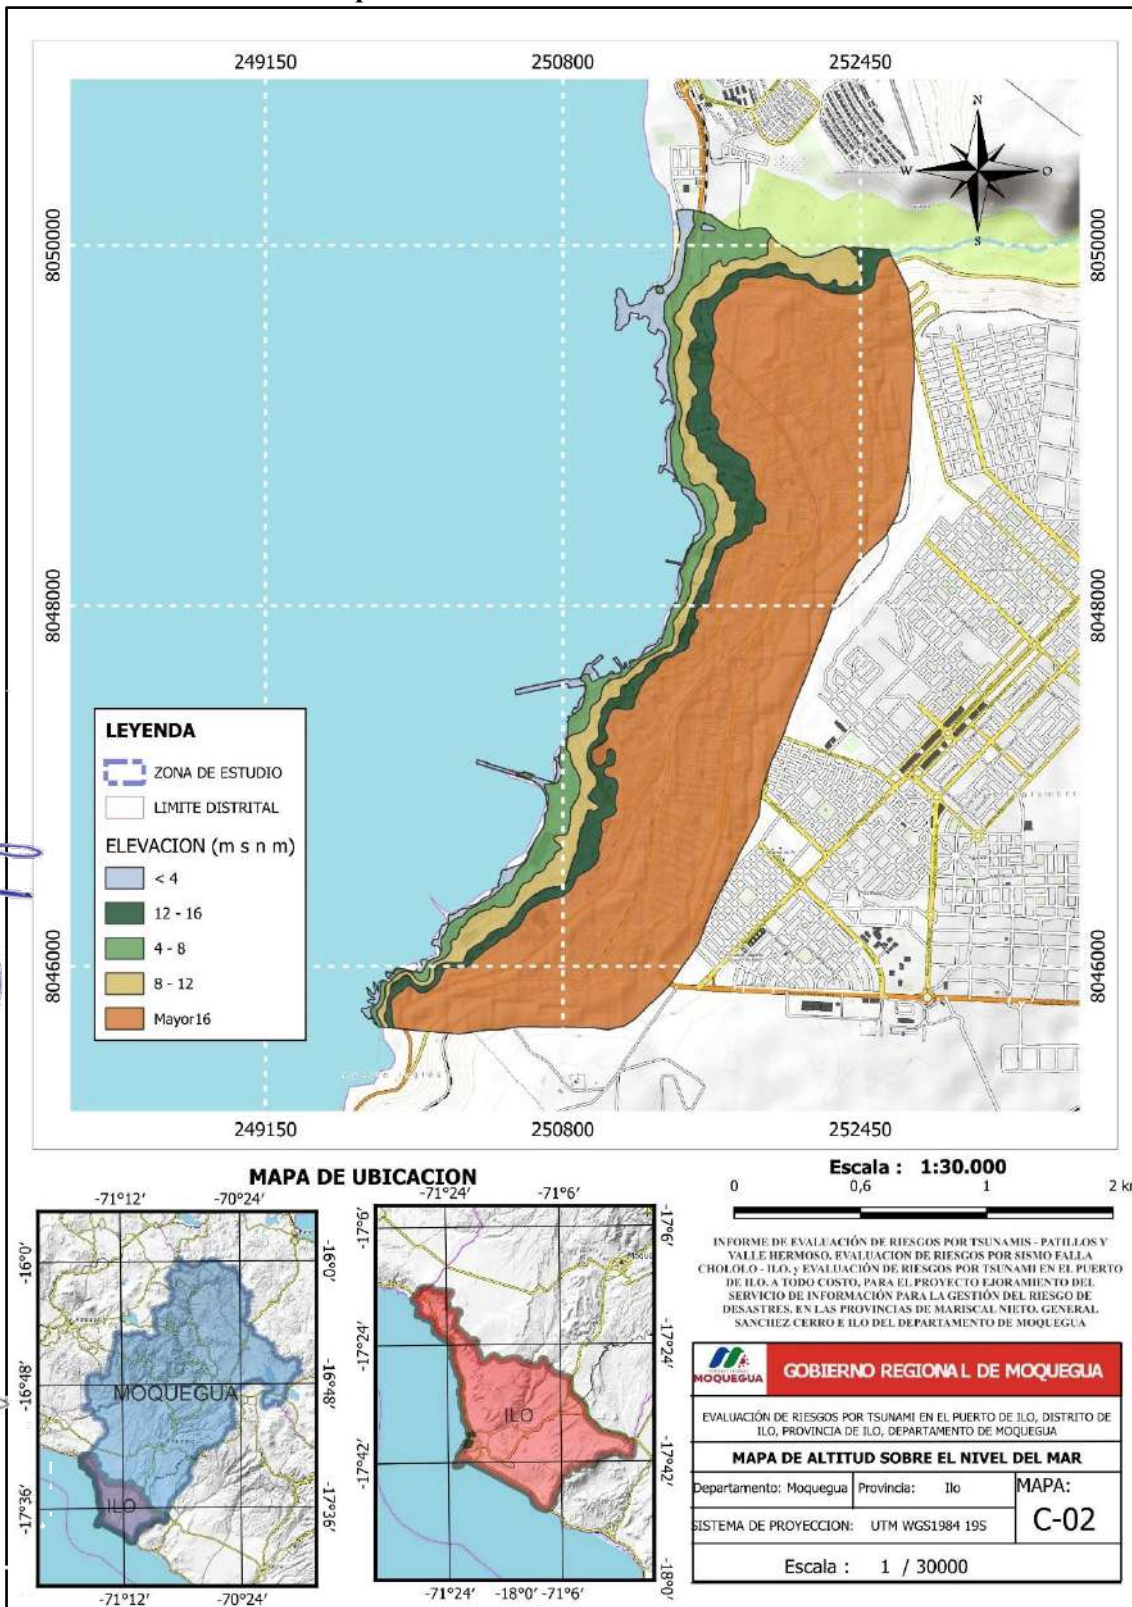 249150 250800 252450
N
W O
S
8050000 8050000
8048000 8048000
8046000 8046000
LEYENDA
ZONA DE ESTUDIO
LIMITE DISTRITAL
ELEVACION (m s n m)
< 4
12 - 16
4 - 8
8 - 12
Mayor16
249150 250800 252450
MAPA DE UBICACION
-71°12' -70°24'
-16°0' -16°0'
-16°48' -16°48'
-17°36' -17°36'
MOQUEGUA
ILO
-71°12' -70°24'
-71°24' -71°6'
-17°6' -17°6'
-17°24' -17°24'
-17°42' -17°42'
-18°0'
ILO
-71°24' -18°0' -71°6'
Escala : 1:30.000
0 0,6 1 2 km
INFORME DE EVALUACIÓN DE RIESGOS POR TSUNAMIS - PATILLOS Y
VALLE HERMOSO. EVALUACION DE RIESGOS POR SISMO FALLA
CHOLOLO - ILO. y EVALUACIÓN DE RIESGOS POR TSUNAMI EN EL PUERTO
DE ILO. A TODO COSTO, PARA EL PROYECTO EJORAMIENTO DEL
SERVICIO DE INFORMACIÓN PARA LA GESTIÓN DEL RIESGO DE
DESASTRES, EN LAS PROVINCIAS DE MARISCAL NIETO. GENERAL
SANCHEZ CERRO E ILO DEL DEPARTAMENTO DE MOQUEGUA
MOQUEGUA
GOBIERNO REGIONAL DE MOQUEGUA
EVALUACIÓN DE RIESGOS POR TSUNAMI EN EL PUERTO DE ILO, DISTRITO DE
ILO, PROVINCIA DE ILO, DEPARTAMENTO DE MOQUEGUA
MAPA DE ALTITUD SOBRE EL NIVEL DEL MAR
Departamento: Moquegua Provincia: Ilo MAPA:
SISTEMA DE PROYECCION: UTM WGS1984 19S C-02
Escala : 1 / 30000